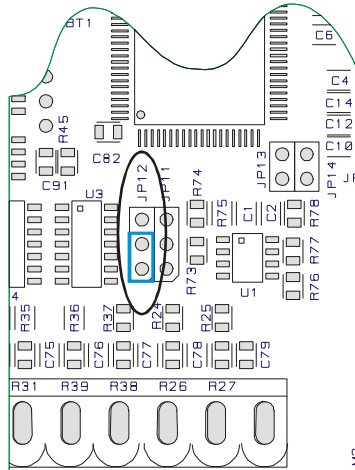 BT1
C6
C4
C14
C12
C10
R45
C82
C91
U3
JP12
JP11
R74
JP13
JP14
R75
C1
C2
R78
R73
U1
R77
R76
4
R35
R36
R37
R24
R25
C75
C76
C77
C78
C79
R31
R39
R38
R26
R27